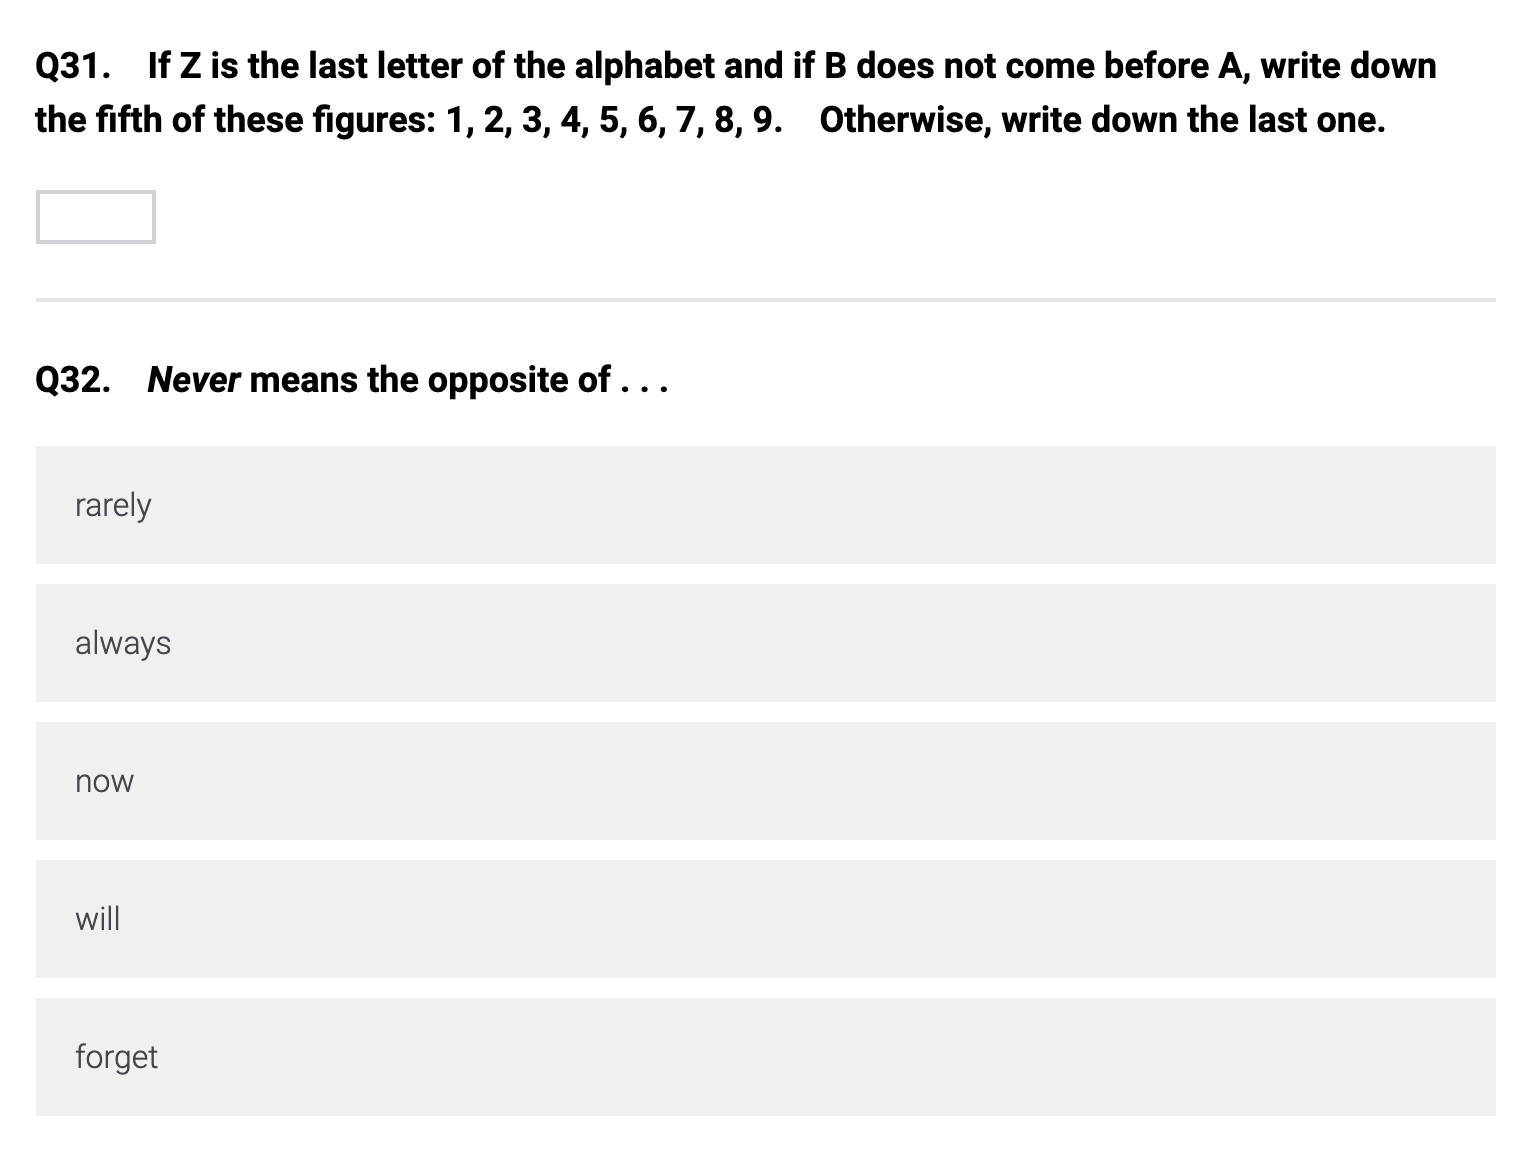 Q31. If Z is the last letter of the alphabet and if B does not come before A, write down
the fifth of these figures: 1, 2, 3, 4, 5, 6, 7, 8, 9. Otherwise, write down the last one.
Q32. Never means the opposite of . . .
rarely
always
now
will
forget